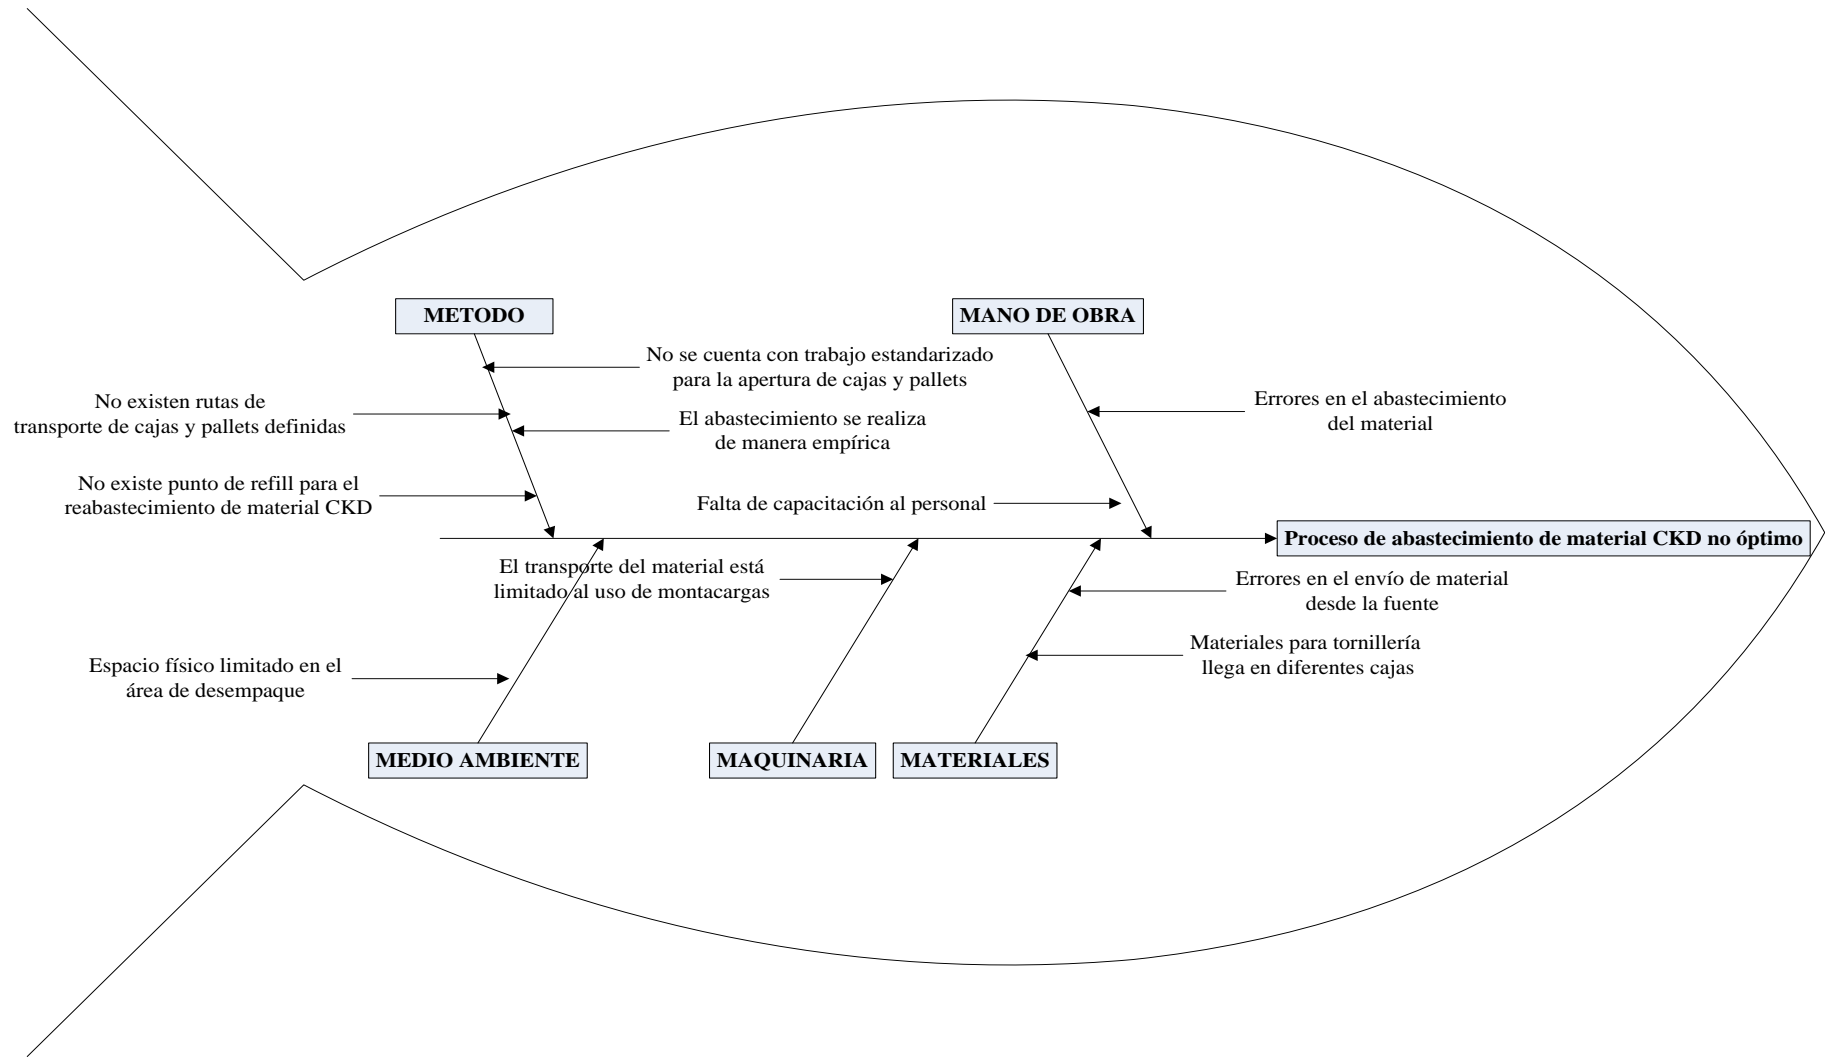 METODO
MANO DE OBRA
No se cuenta con trabajo estandarizado
para la apertura de cajas y pallets
No existen rutas de
transporte de cajas y pallets definidas
El abastecimiento se realiza
de manera empírica
Errores en el abastecimiento
del material
No existe punto de refill para el
reabastecimiento de material CKD
Falta de capacitación al personal
Proceso de abastecimiento de material CKD no óptimo
El transporte del material está
limitado al uso de montacargas
Errores en el envío de material
desde la fuente
Materiales para tornillería
llega en diferentes cajas
Espacio físico limitado en el
área de desempaque
MEDIO AMBIENTE
MAQUINARIA
MATERIALES